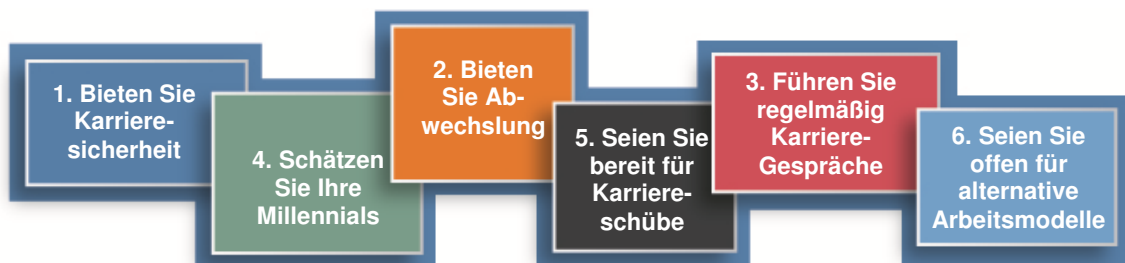 1. Bieten Sie
Karriere-
sicherheit
2. Bieten
Sie Ab-
wechslung
3. Führen Sie
regelmäßig
Karriere-
Gespräche
4. Schätzen
Sie Ihre
Millennials
5. Seien Sie
bereit für
Karriere-
schübe
6. Seien Sie
offen für
alternative
Arbeitsmodelle